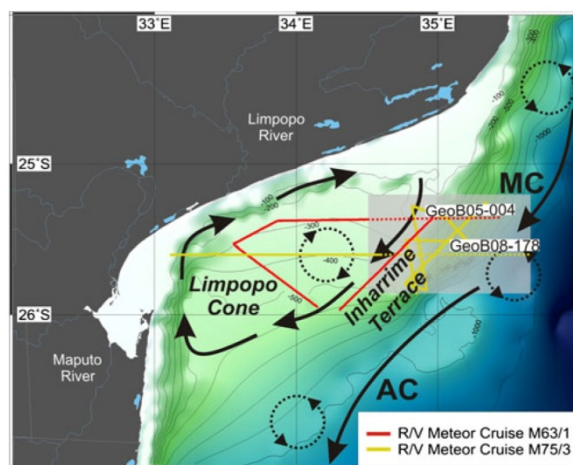 33°E
34°E
35°E
Limpopo
River
25°S
MC
GeoB05-004
GeoB08-178
-100
-200
-300
-400
-500
Limpopo
Cone
Inharrime
Terrace
26°S
Maputo
River
AC
-1000
R/V Meteor Cruise M63/1
R/V Meteor Cruise M75/3